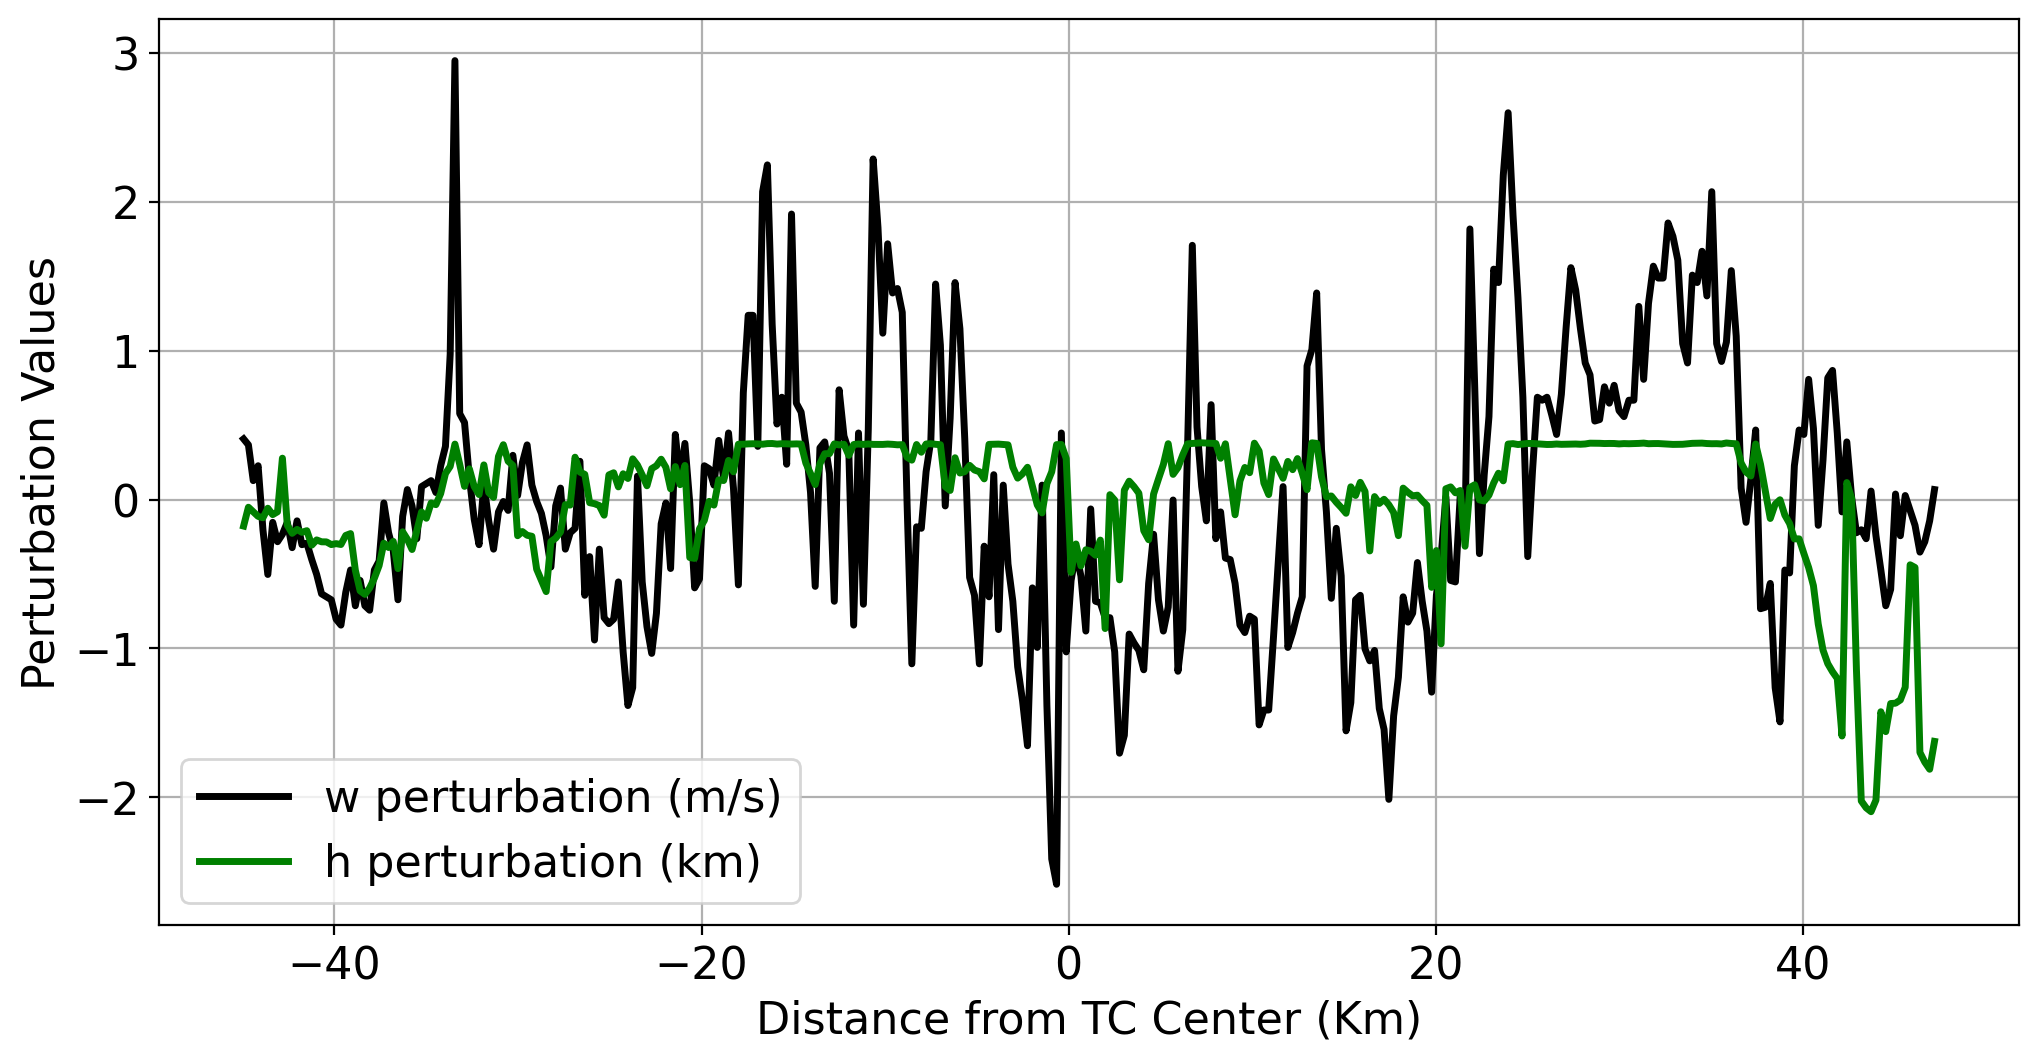 3
2
1
0
−1
−2
Perturbation Values
w perturbation (m/s)
h perturbation (km)
−40 −20 0 20 40
Distance from TC Center (Km)